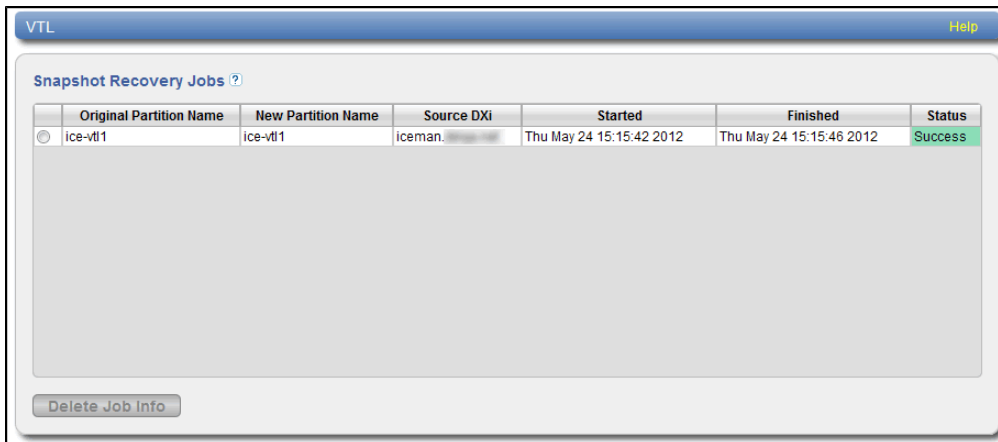 VTL Help
Snapshot Recovery Jobs ?
Original Partition Name New Partition Name Source DXi Started Finished Status
ice-vtl1 ice-vtl1 iceman. Thu May 24 15:15:42 2012 Thu May 24 15:15:46 2012 Success
Delete Job Info